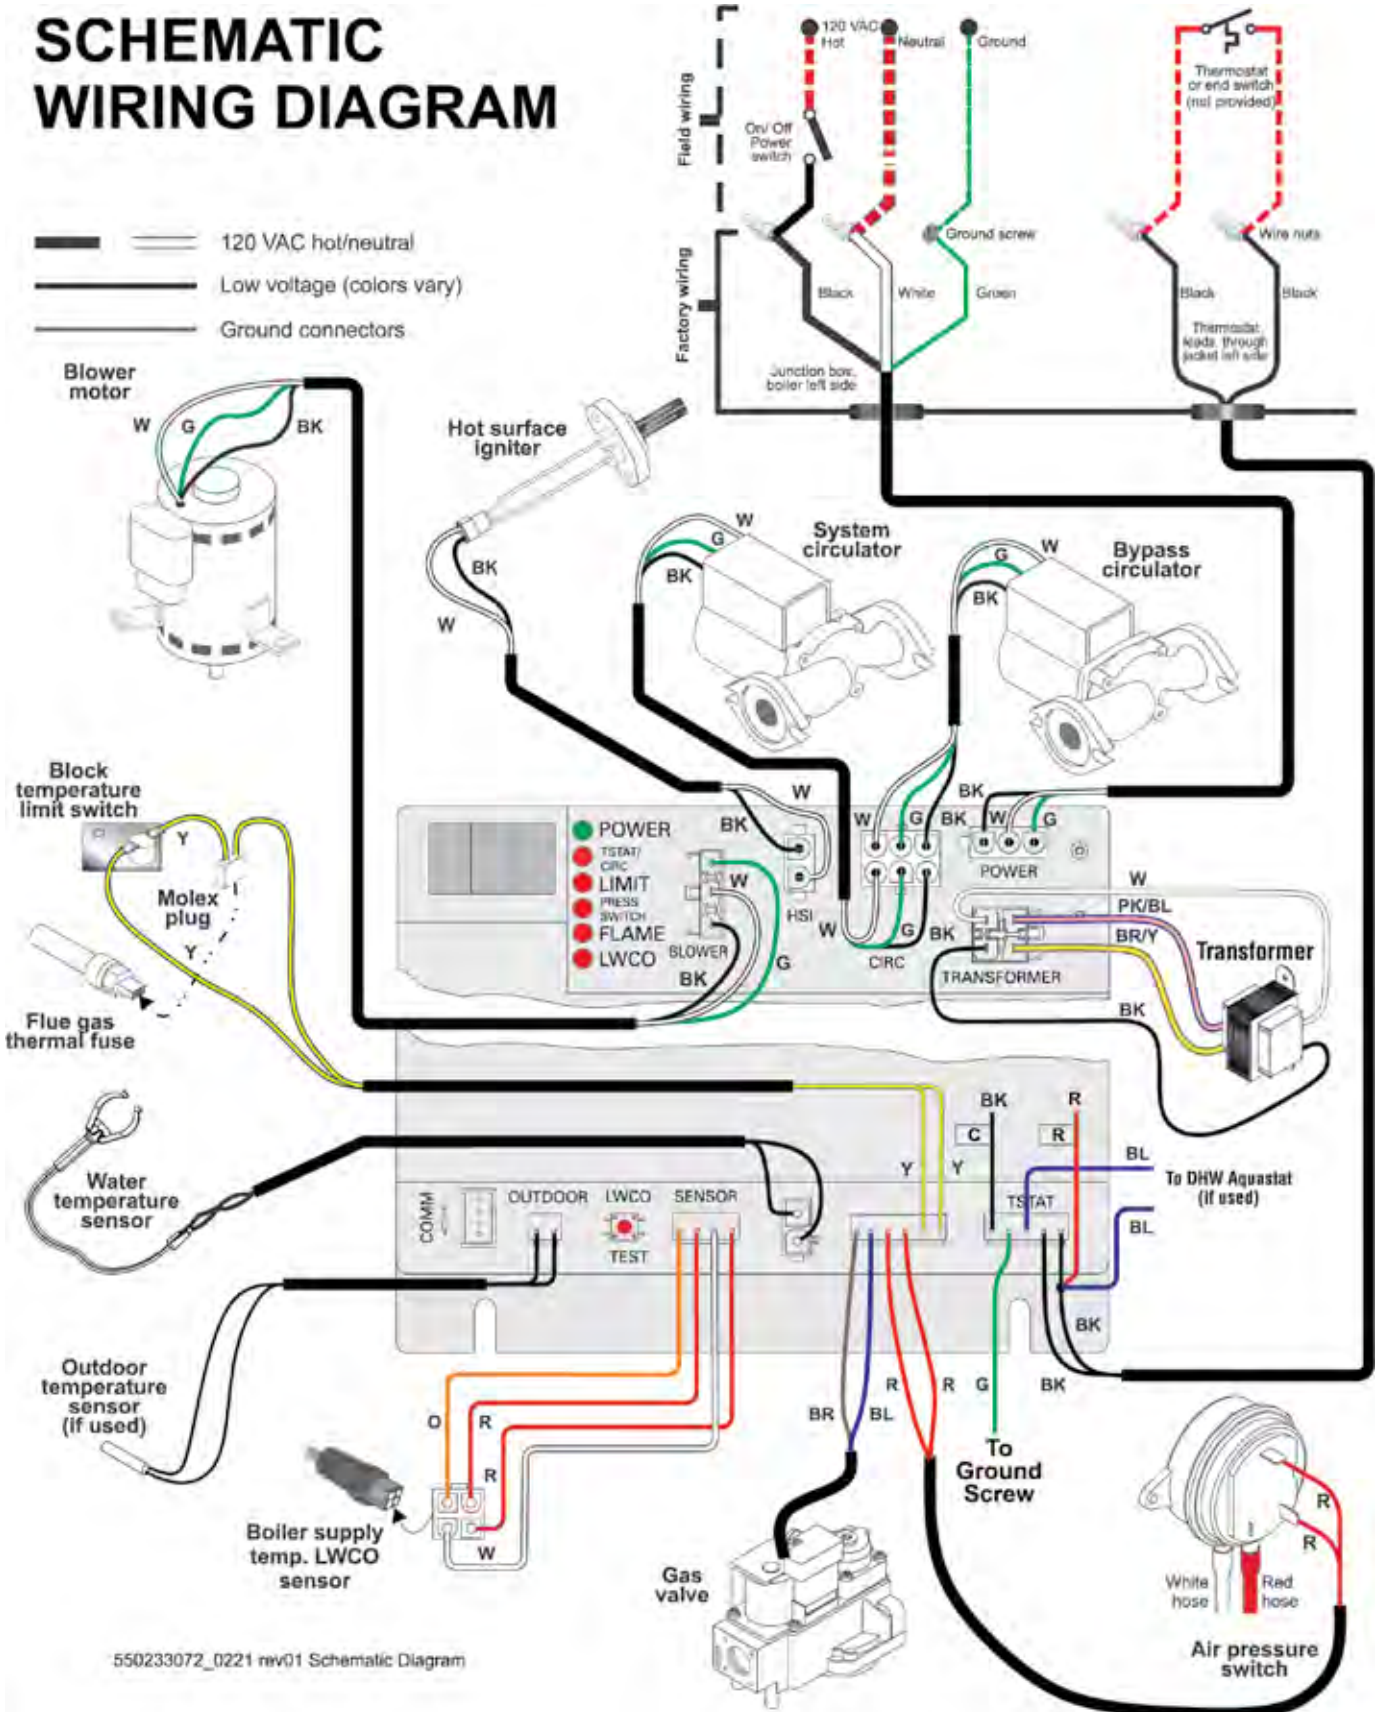 SCHEMATIC
WIRING DIAGRAM
120 VAC hot/neutral
Low voltage (colors vary)
Ground connectors
Field wiring
Factory wiring
120 VAC
Hot
Neutral
Ground
On/ Off
Power
switch
Ground screw
Black
White
Green
Junction box,
boiler left side
Thermostat
or end switch
(not provided)
Wire nuts
Black
Black
Thermostat
leads, through
jacket left side
Blower
motor
W
G
BK
Hot surface
igniter
BK
W
System
circulator
W
G
BK
Bypass
circulator
W
G
BK
Block
temperature
limit switch
Y
Molex
plug
Y
Flue gas
thermal fuse
POWER
TSTAT/
CIRC
LIMIT
PRESS
SWITCH
FLAME
LWCO
BLOWER
W
BK
G
W
BK
HSI
W
G
BK
W
G
BK
CIRC
BK
W
G
POWER
W
PK/BL
BR/Y
TRANSFORMER
BK
Transformer
Water
temperature
sensor
COMM
OUTDOOR
LWCO
TEST
SENSOR
Y
Y
BK
C
R
R
TSTAT
BL
BL
To DHW Aquastat
(if used)
BK
BK
G
To
Ground
Screw
Outdoor
temperature
sensor
(if used)
O
R
R
W
Boiler supply
temp. LWCO
sensor
BR
BL
R
R
Gas
valve
R
R
White
hose
Red
hose
Air pressure
switch
550233072_0221 rev01 Schematic Diagram